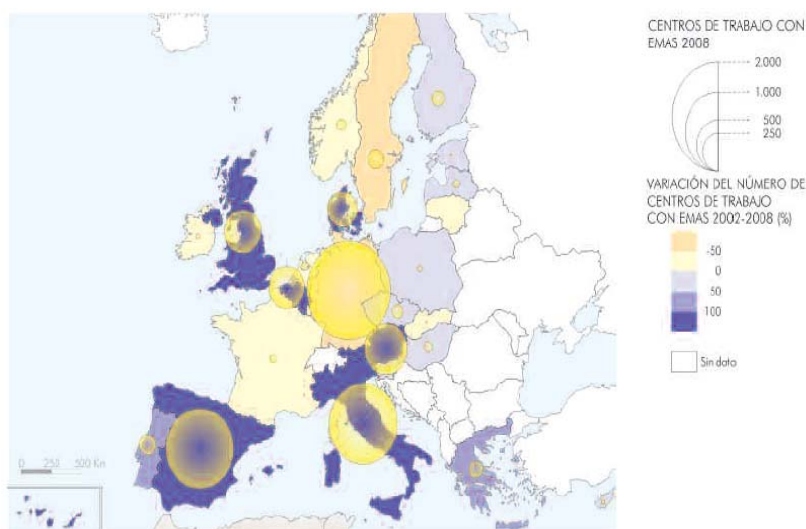 CENTROS DE TRABAJO CON
EMAS 2008
2.000
1.000
500
250
VARIACIÓN DEL NÚMERO DE
CENTROS DE TRABAJO
CON EMAS 2002-2008 (%)
-50
0
50
100
Sin dato
0 250 500 Km